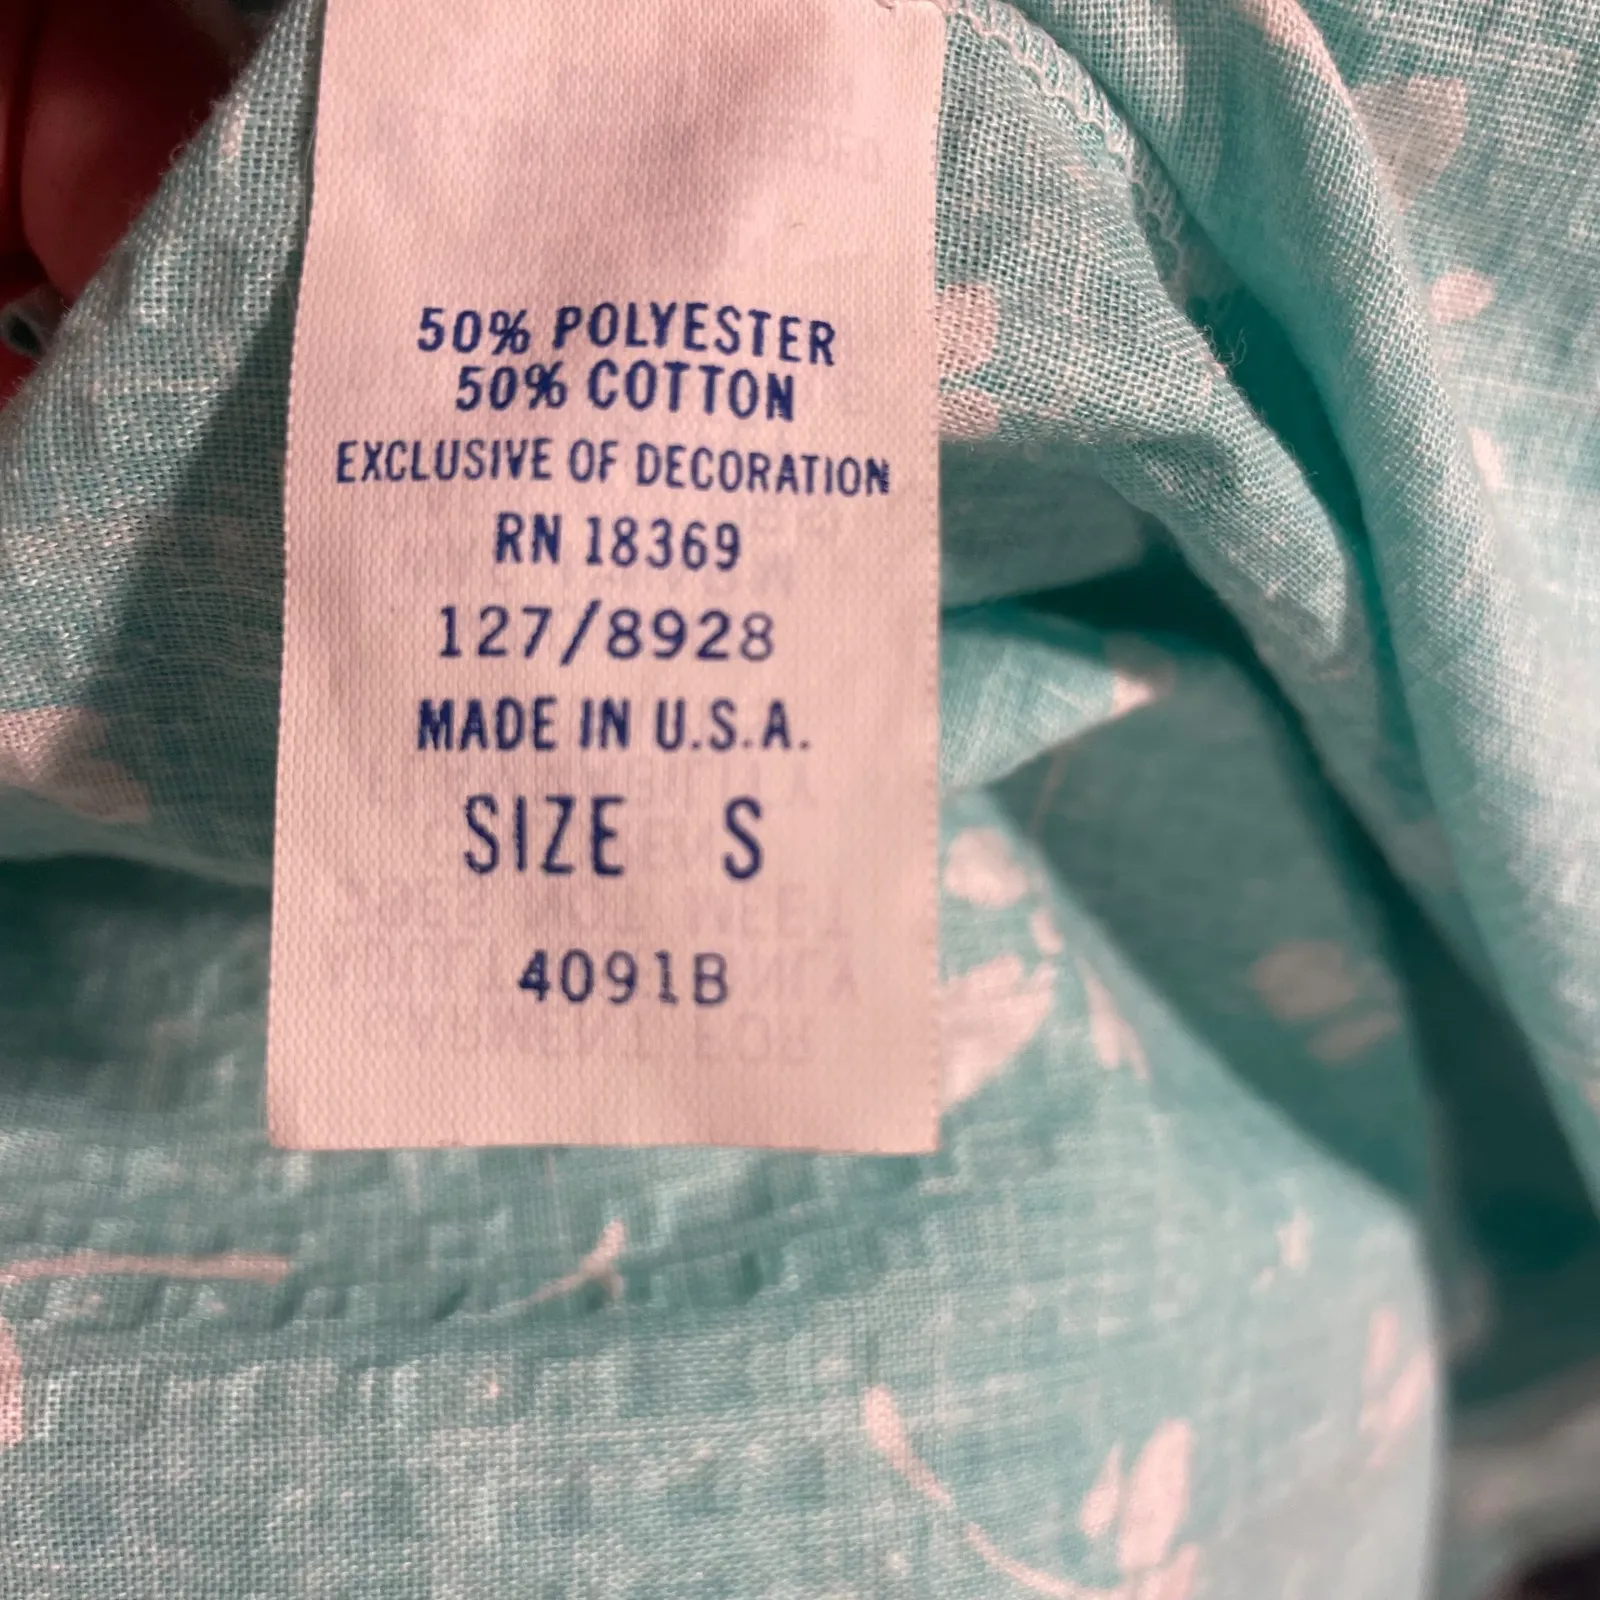 50% POLYESTER
50% COTTON
EXCLUSIVE OF DECORATION
RN 18369
127/8928
MADE IN U.S.A.
SIZE S
4091B